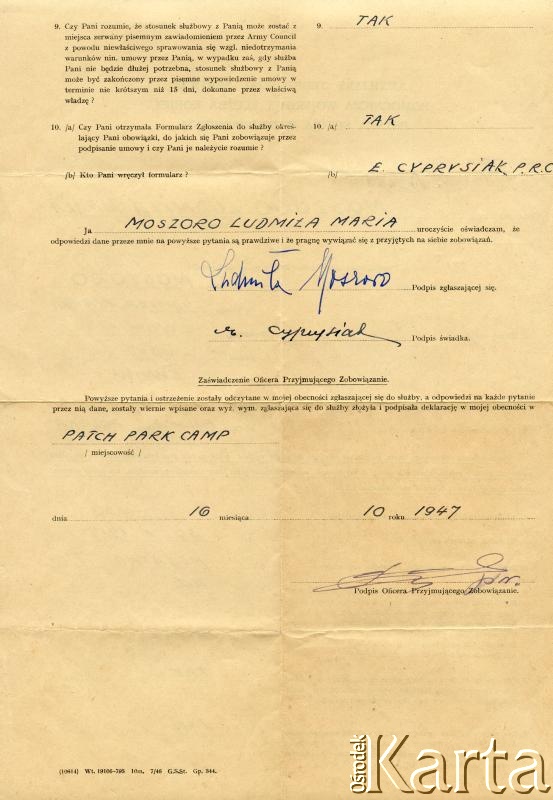 9. Czy Pani rozumie, że stosunek służbowy z Panią może zostać z
miejsca zerwany pisemnym zawiadomieniem przez Army Council
z powodu niewłaściwego sprawowania się wzgl. niedotrzymania
warunków nin. umowy przez Panią, w wypadku zaś, gdy służba
Pani nie będzie dłużej potrzebna, stosunek służbowy z Panią
może być zakończony przez pisemne wypowiedzenie umowy w
terminie nie krótszym niż 15 dni, dokonane przez właściwą
władzę ?
9. TAK
10. /a/ Czy Pani otrzymała Formularz Zgłoszenia do służby okreś-
lający Pani obowiązki, do jakich się Pani zobowiązuje przez
podpisanie umowy i czy Pani je należycie rozumie ?
10. /a/ TAK
/b/ Kto Pani wręczył formularz ?
/b/ E. CYPRYSIAK, P.R.C
Ja MOSZORO LUDMIŁA MARIA uroczyście oświadczam, że
odpowiedzi dane przeze mnie na powyższe pytania są prawdziwe i że pragnę wywiązać się z przyjętych na siebie zobowiązań.
Ludmiła Moszoro Podpis zgłaszającej się.
E. Cyprysiak Podpis świadka.
Zaświadczenie Oficera Przyjmującego Zobowiązanie.
Powyższe pytania i ostrzeżenie zostały odczytane w mojej obecności zgłaszającej się do służby, a odpowiedzi na każde pytanie
przez nią dane, zostały wiernie wpisane oraz wyż. wym. zgłaszająca się do służby złożyła i podpisała deklarację w mojej obecności w
PATCH PARK CAMP
/ miejscowość /
dnia 16 miesiąca 10 roku 1947
Podpis Oficera Przyjmującego Zobowiązanie.
(10614) Wt. 19106-795 10m. 7/46 G.S.St. Gp. 344.
Ośrodek
Karta